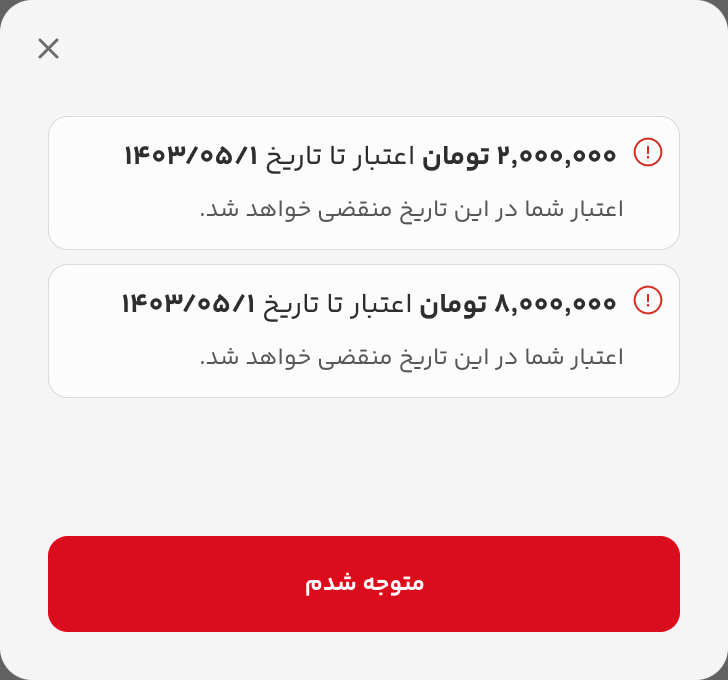 ۲,۰۰۰,۰۰۰ تومان اعتبار تا تاریخ ۱۴۰۳/۰۵/۱
اعتبار شما در این تاریخ منقضی خواهد شد.
۸,۰۰۰,۰۰۰ تومان اعتبار تا تاریخ ۱۴۰۳/۰۵/۱
اعتبار شما در این تاریخ منقضی خواهد شد.
متوجه شدم